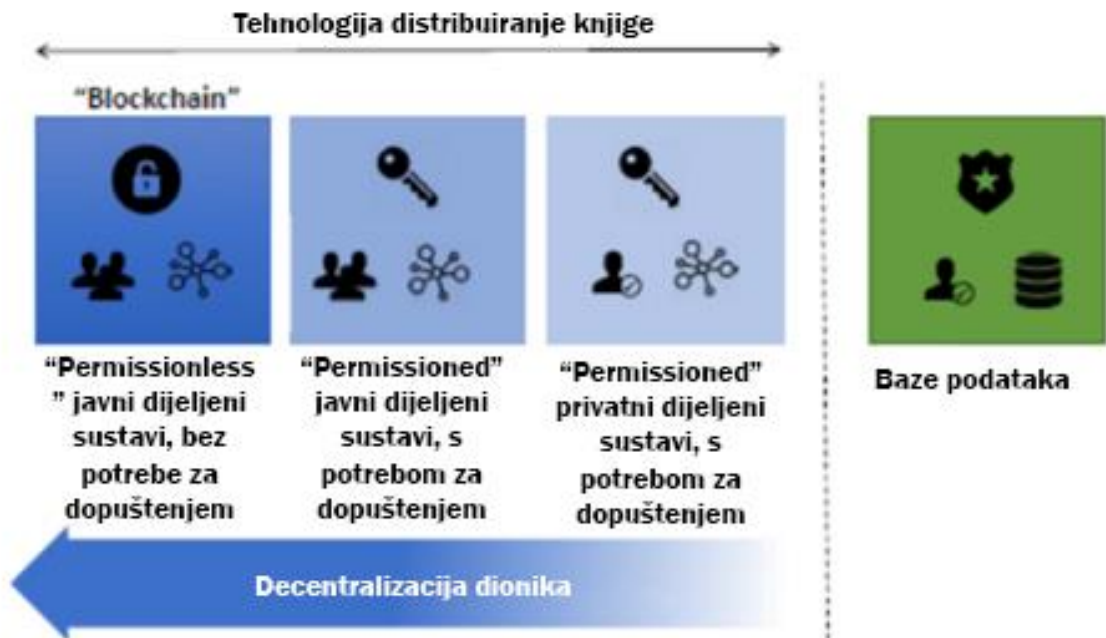 Tehnologija distribuiranje knjige
“Blockchain”
“Permissionless
” javni dijeljeni
sustavi, bez
potrebe za
dopuštenjem
“Permissioned”
javni dijeljeni
sustavi, s
potrebom za
dopuštenjem
“Permissioned”
privatni dijeljeni
sustavi, s
potrebom za
dopuštenjem
Baze podataka
Decentralizacija dionika